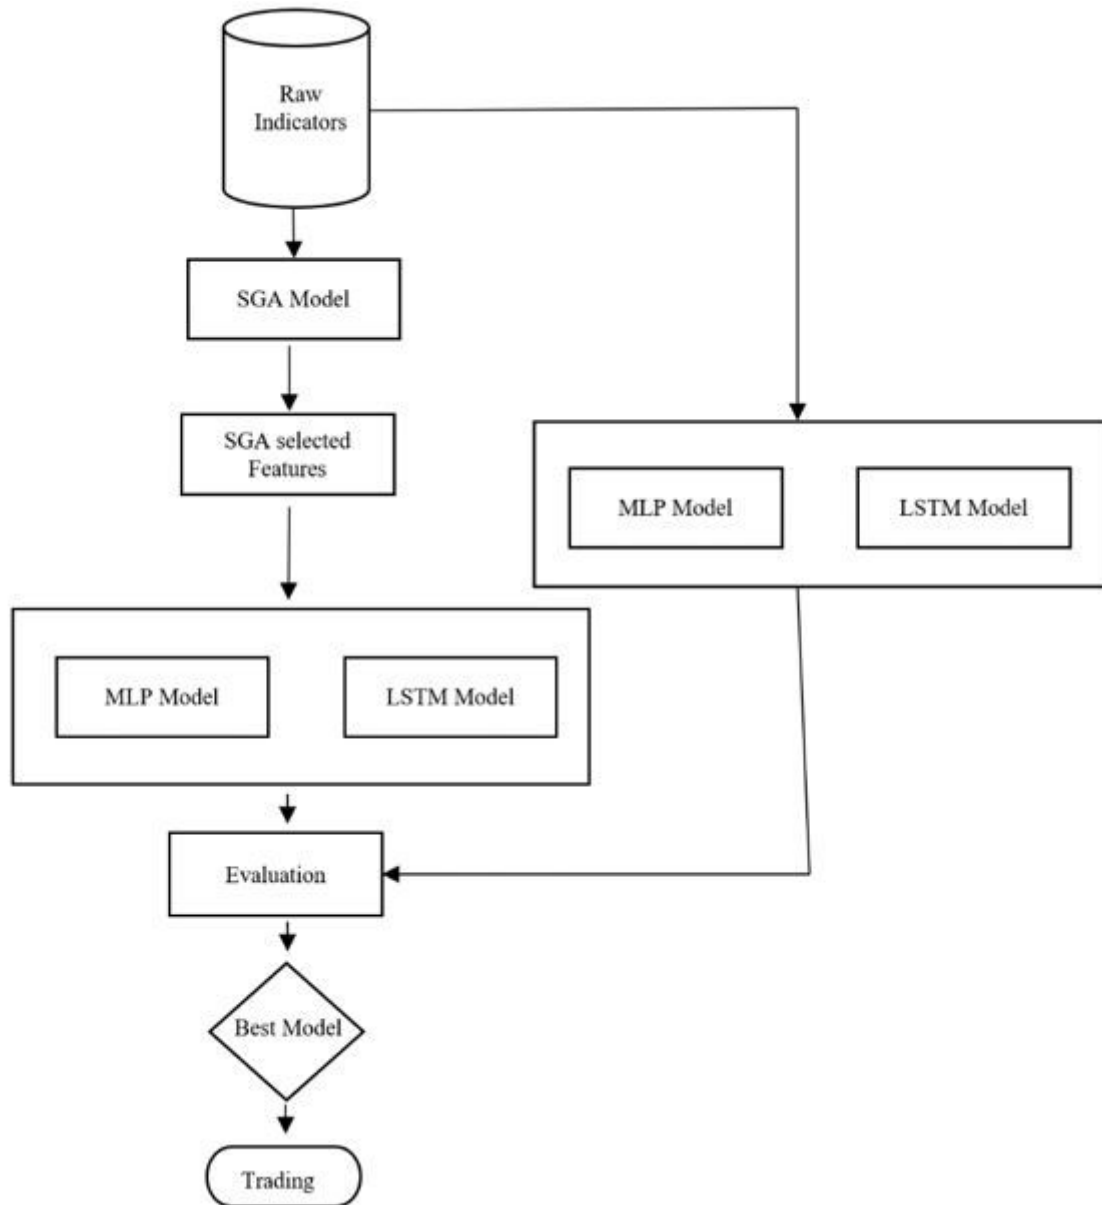 Raw
Indicators
SGA Model
SGA selected
Features
MLP Model
LSTM Model
MLP Model
LSTM Model
Evaluation
Best Model
Trading